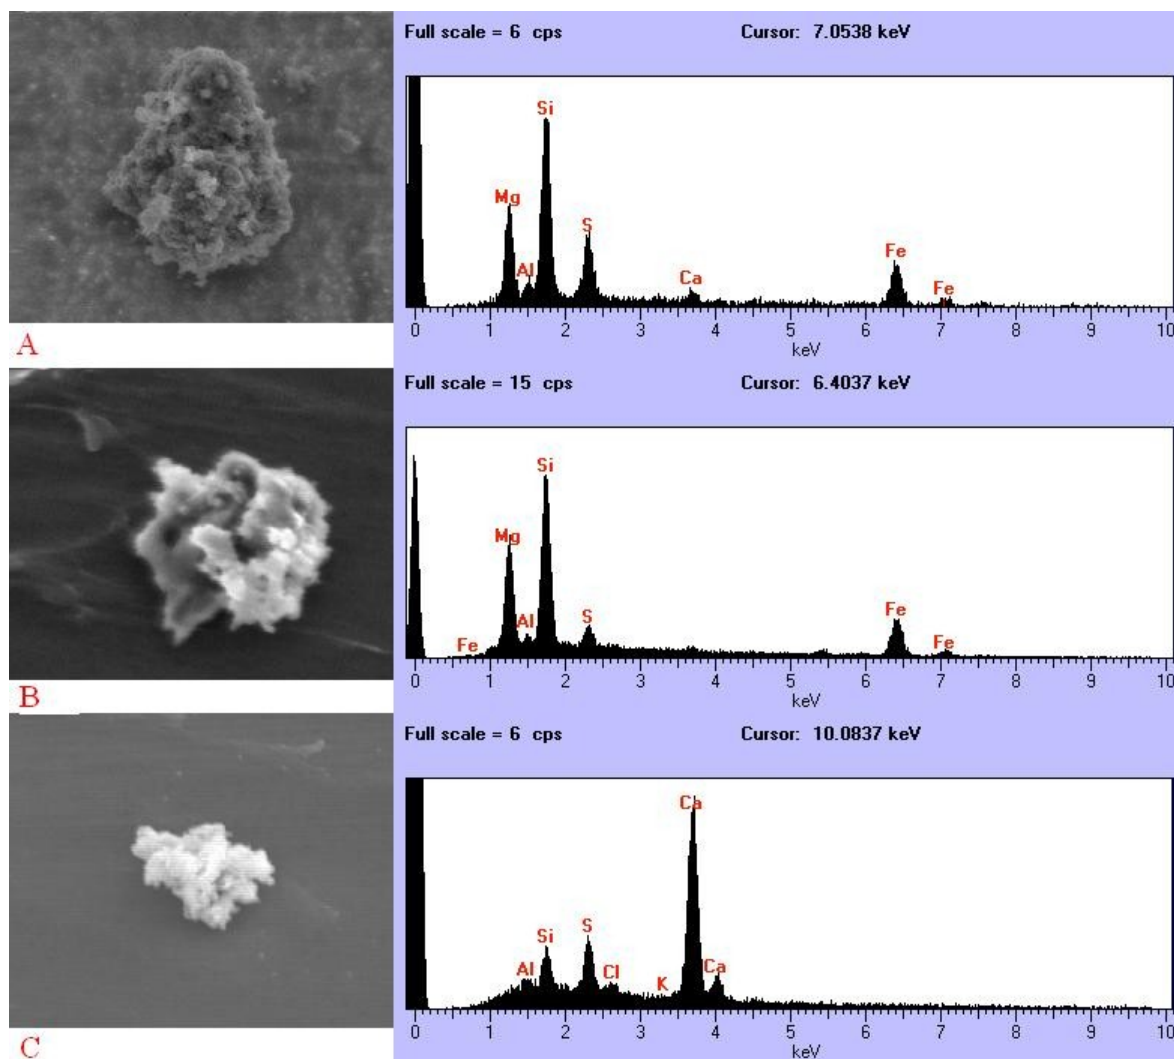 Full scale = 6 cps Cursor: 7.0538 keV
Si
Mg
S
Al
Ca
Fe
Fe
0 1 2 3 4 5 6 7 8 9 10
keV
A
Full scale = 15 cps Cursor: 6.4037 keV
Si
Mg
Fe
Al
S
Fe
Fe
0 1 2 3 4 5 6 7 8 9 10
keV
B
Full scale = 6 cps Cursor: 10.0837 keV
Ca
Si
S
Al
Cl
K
Ca
0 1 2 3 4 5 6 7 8 9 10
keV
C